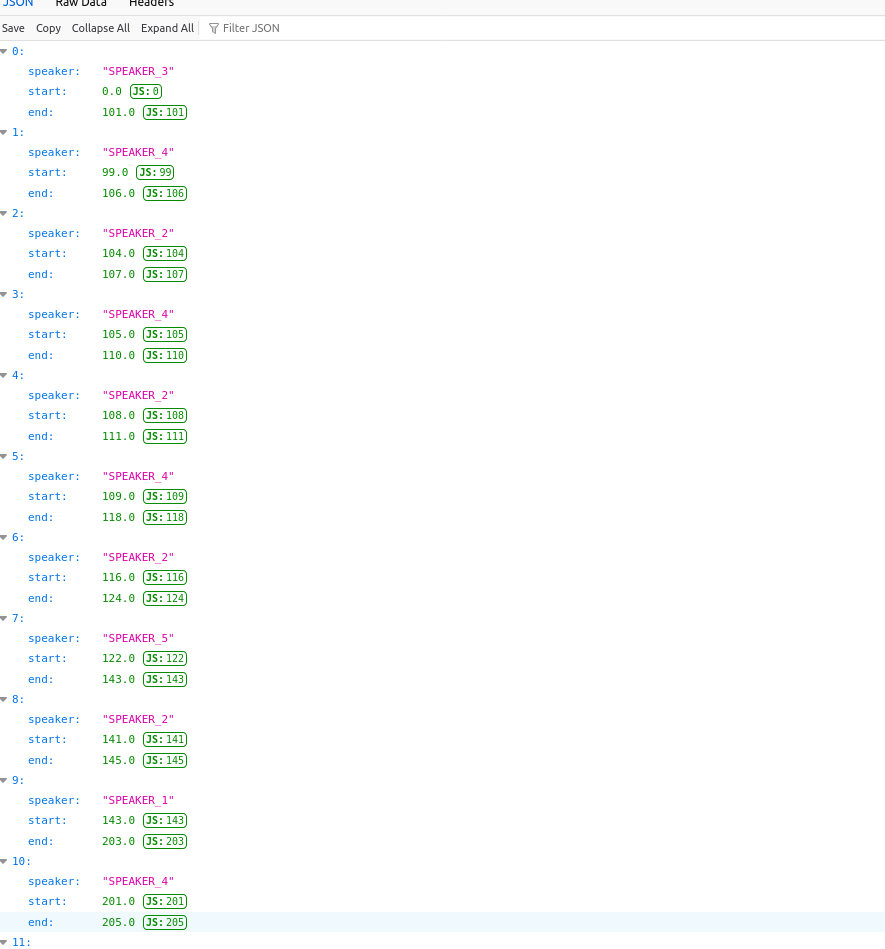 JSON Raw Data Headers
Save Copy Collapse All Expand All Filter JSON
0:
speaker: "SPEAKER_3"
start: 0.0 JS:0
end: 101.0 JS:101
1:
speaker: "SPEAKER_4"
start: 99.0 JS:99
end: 106.0 JS:106
2:
speaker: "SPEAKER_2"
start: 104.0 JS:104
end: 107.0 JS:107
3:
speaker: "SPEAKER_4"
start: 105.0 JS:105
end: 110.0 JS:110
4:
speaker: "SPEAKER_2"
start: 108.0 JS:108
end: 111.0 JS:111
5:
speaker: "SPEAKER_4"
start: 109.0 JS:109
end: 118.0 JS:118
6:
speaker: "SPEAKER_2"
start: 116.0 JS:116
end: 124.0 JS:124
7:
speaker: "SPEAKER_5"
start: 122.0 JS:122
end: 143.0 JS:143
8:
speaker: "SPEAKER_2"
start: 141.0 JS:141
end: 145.0 JS:145
9:
speaker: "SPEAKER_1"
start: 143.0 JS:143
end: 203.0 JS:203
10:
speaker: "SPEAKER_4"
start: 201.0 JS:201
end: 205.0 JS:205
11: